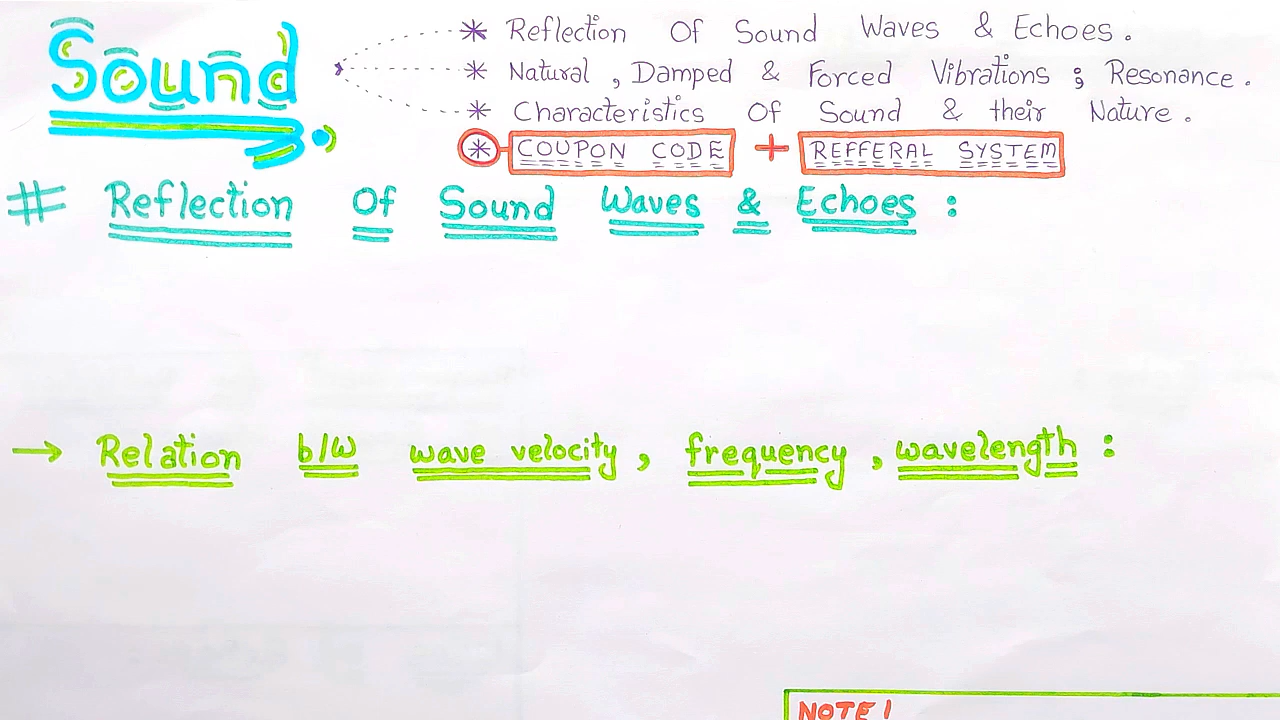 Sound
* Reflection Of Sound Waves & Echoes.
* Natural, Damped & Forced Vibrations ; Resonance.
* Characteristics Of Sound & their Nature.
* COUPON CODE + REFFERAL SYSTEM
# Reflection Of Sound Waves & Echoes :
→ Relation b/w wave velocity, frequency, wavelength :
NOTE!